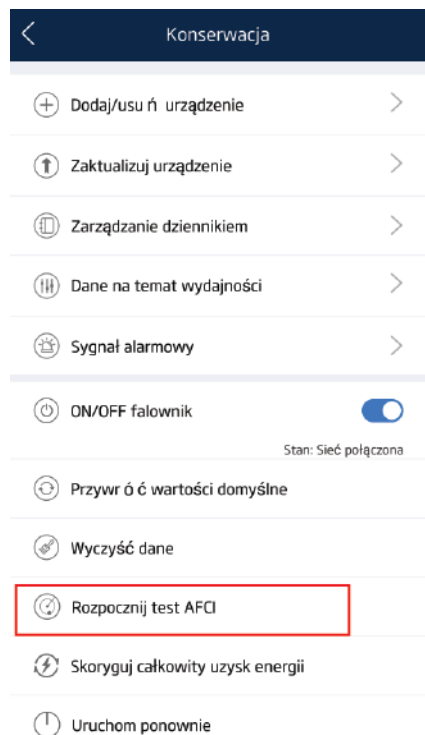 Konserwacja
Dodaj/usu ń urządzenie
Zaktualizuj urządzenie
Zarządzanie dziennikiem
Dane na temat wydajności
Sygnał alarmowy
ON/OFF falownik
Stan: Sieć połączona
Przywr ó ć wartości domyślne
Wyczyść dane
Rozpocznij test AFCI
Skoryguj całkowity uzysk energii
Uruchom ponownie